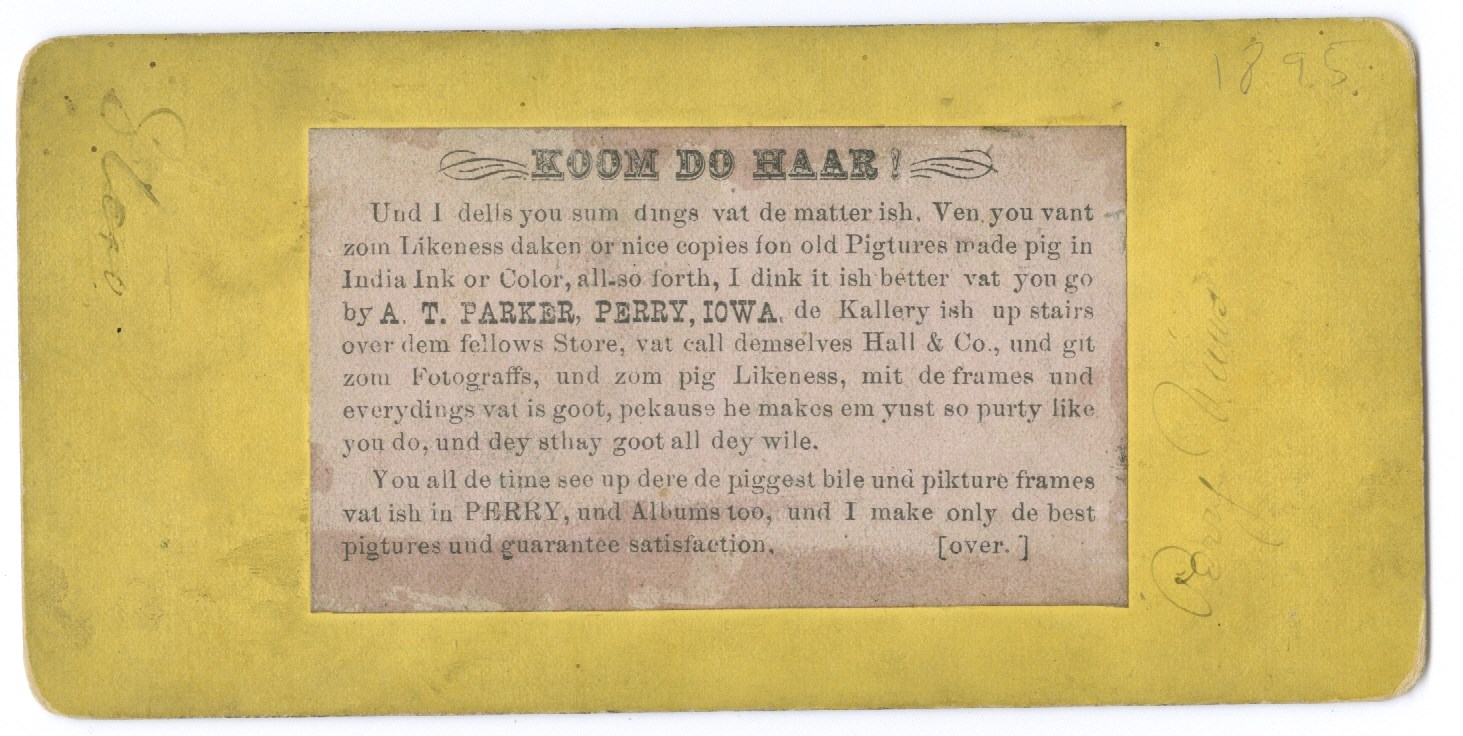 1895.
KOOM DO HAAR!
Und I dells you sum dings vat de matter ish. Ven you vant
zom Likeness daken or nice copies fon old Pigtures made pig in
India Ink or Color, all-so forth, I dink it ish better vat you go
by A. T. PARKER, PERRY, IOWA, de Kallery ish up stairs
over dem fellows Store, vat call demselves Hall & Co., und git
zom Fotograffs, und zom pig Likeness, mit de frames und
everydings vat is goot, pekause he makes em yust so purty like
you do, und dey sthay goot all dey wile.
You all de time see up dere de piggest bile und pikture frames
vat ish in PERRY, und Albums too, und I make only de best
pigtures und guarantee satisfaction. [over. ]